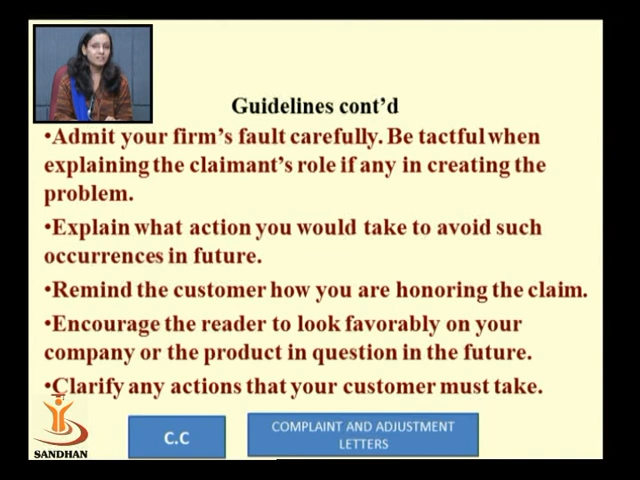 Guidelines cont'd
•Admit your firm's fault carefully. Be tactful when
explaining the claimant's role if any in creating the
problem.
•Explain what action you would take to avoid such
occurrences in future.
•Remind the customer how you are honoring the claim.
•Encourage the reader to look favorably on your
company or the product in question in the future.
•Clarify any actions that your customer must take.
SANDHAN
C.C
COMPLAINT AND ADJUSTMENT
LETTERS